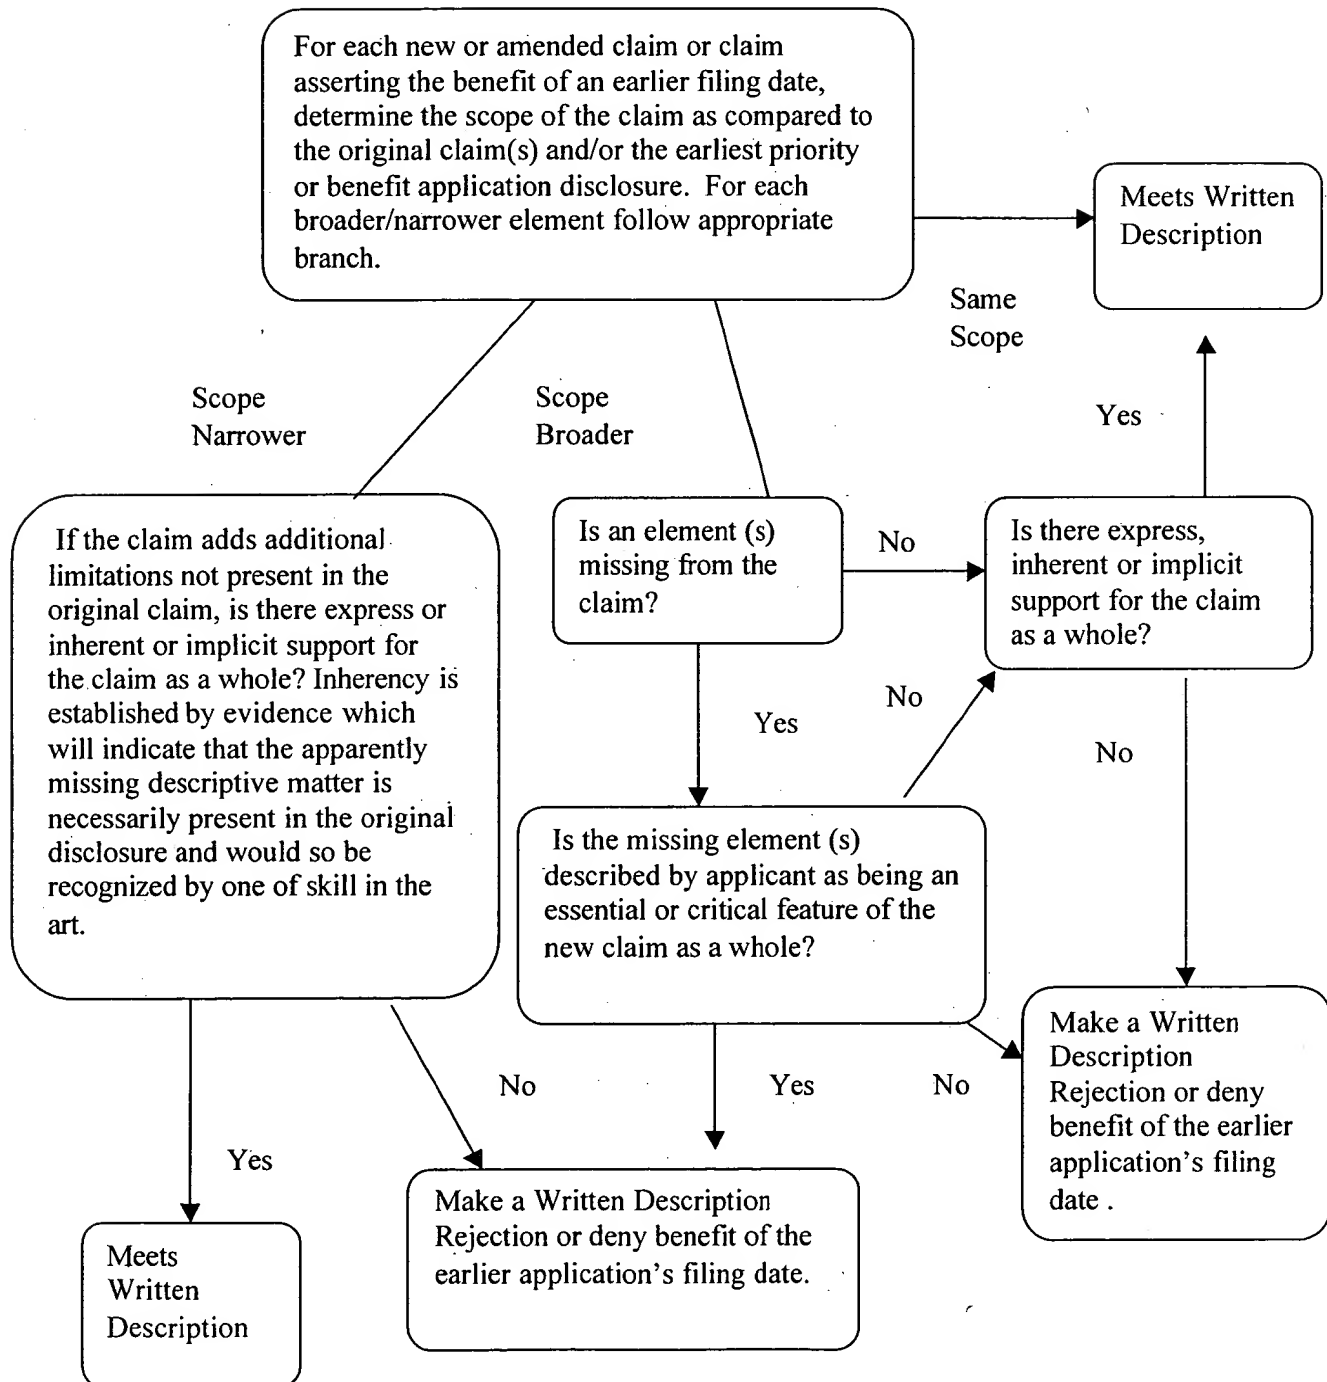 For each new or amended claim or claim
asserting the benefit of an earlier filing date,
determine the scope of the claim as compared to
the original claim(s) and/or the earliest priority
or benefit application disclosure. For each
broader/narrower element follow appropriate
branch.
Meets Written
Description
Same
Scope
Scope
Narrower
Scope
Broader
Yes
If the claim adds additional
limitations not present in the
original claim, is there express or
inherent or implicit support for
the claim as a whole? Inherency is
established by evidence which
will indicate that the apparently
missing descriptive matter is
necessarily present in the original
disclosure and would so be
recognized by one of skill in the
art.
Is an element (s)
missing from the
claim?
No
Is there express,
inherent or implicit
support for the claim
as a whole?
Yes
No
No
Is the missing element (s)
described by applicant as being an
essential or critical feature of the
new claim as a whole?
Make a Written
Description
Rejection or deny
benefit of the earlier
application's filing
date .
No
Yes
No
Yes
Make a Written Description
Rejection or deny benefit of the
earlier application's filing date.
Meets
Written
Description